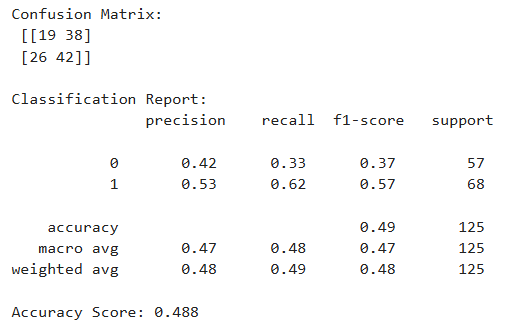 Confusion Matrix:
[[19 38]
[26 42]]
Classification Report:
precision recall f1-score support
0 0.42 0.33 0.37 57
1 0.53 0.62 0.57 68
accuracy 0.49 125
macro avg 0.47 0.48 0.47 125
weighted avg 0.48 0.49 0.48 125
Accuracy Score: 0.488